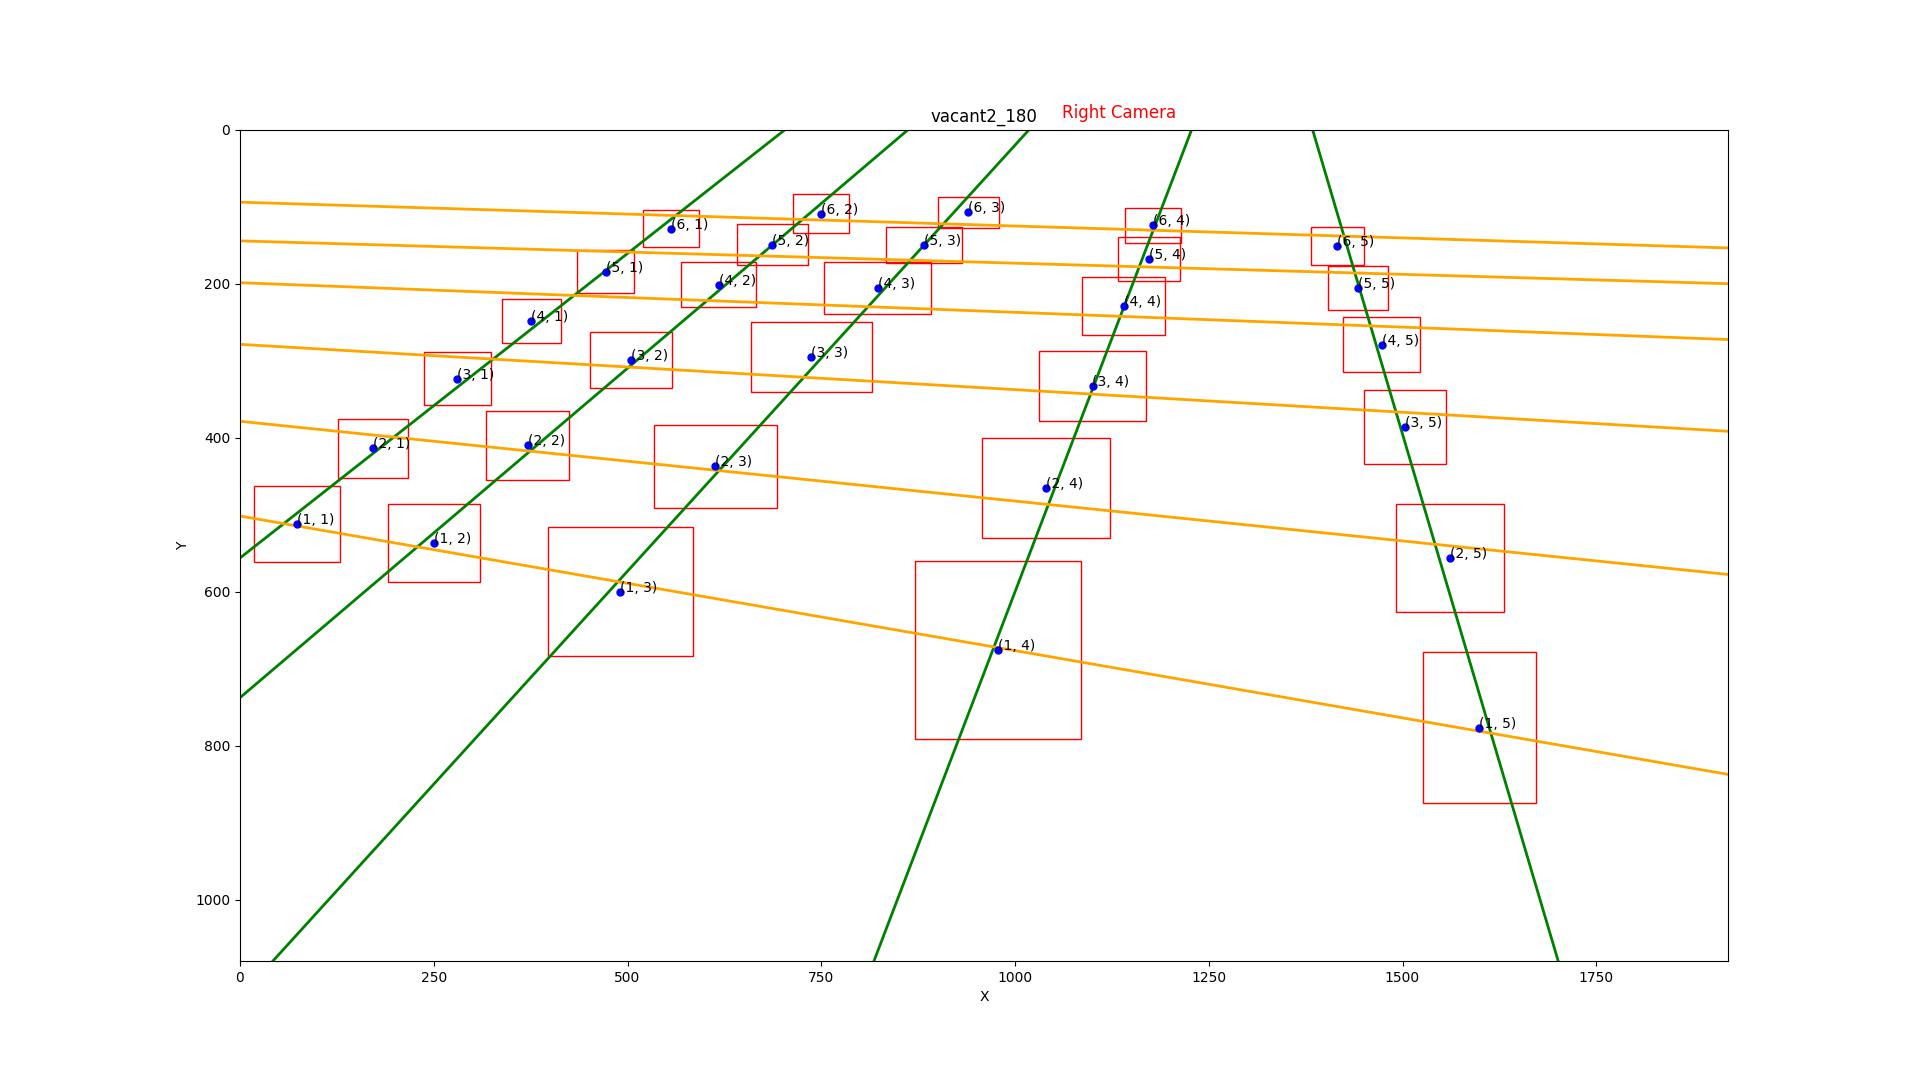 vacant2_180 Right Camera
0
(6, 1) (6, 2) (6, 3) (6, 4) (6, 5)
(5, 1) (5, 2) (5, 3) (5, 4) (5, 5)
200
(4, 1) (4, 2) (4, 3) (4, 4) (4, 5)
(3, 1) (3, 2) (3, 3) (3, 4) (3, 5)
400
(2, 1) (2, 2) (2, 3) (2, 4) (2, 5)
(1, 1) (1, 2) (1, 3) (1, 4) (1, 5)
Y
600
800
1000
0 250 500 750 1000 1250 1500 1750
X